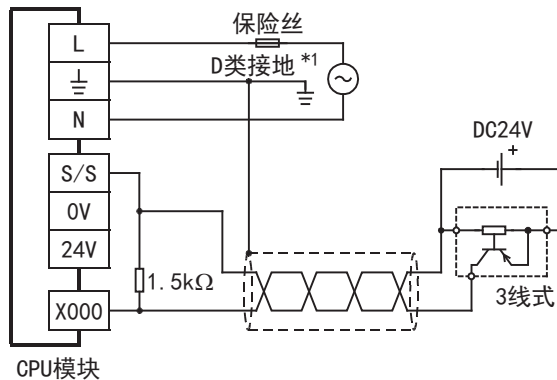 保险丝
L
D类接地 *1
N
DC24V
+
S/S
0V
24V
1.5kΩ
X000
3线式
CPU模块